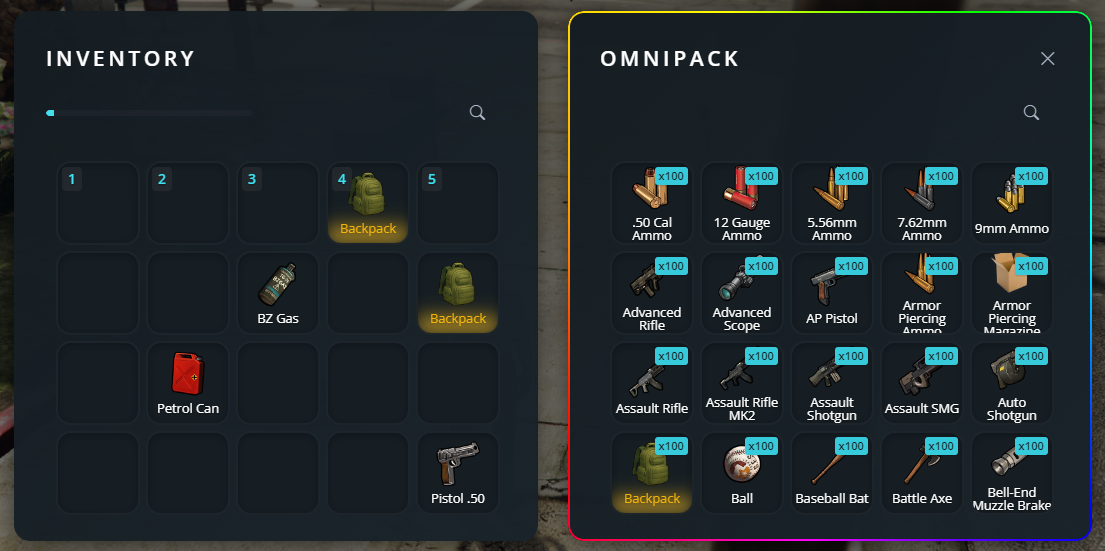 INVENTORY
1
2
3
4
5
Backpack
BZ Gas
Backpack
Petrol Can
Pistol .50
OMNIPACK
x100
x100
x100
x100
x100
.50 Cal
Ammo
12 Gauge
Ammo
5.56mm
Ammo
7.62mm
Ammo
9mm Ammo
x100
x100
x100
x100
x100
Advanced
Rifle
Advanced
Scope
AP Pistol
Armor
Piercing
Ammo
Armor
Piercing
Magazine
x100
x100
x100
x100
x100
Assault Rifle
Assault Rifle
MK2
Assault
Shotgun
Assault SMG
Auto
Shotgun
x100
x100
x100
x100
x100
Backpack
Ball
Baseball Bat
Battle Axe
Bell-End
Muzzle Brake